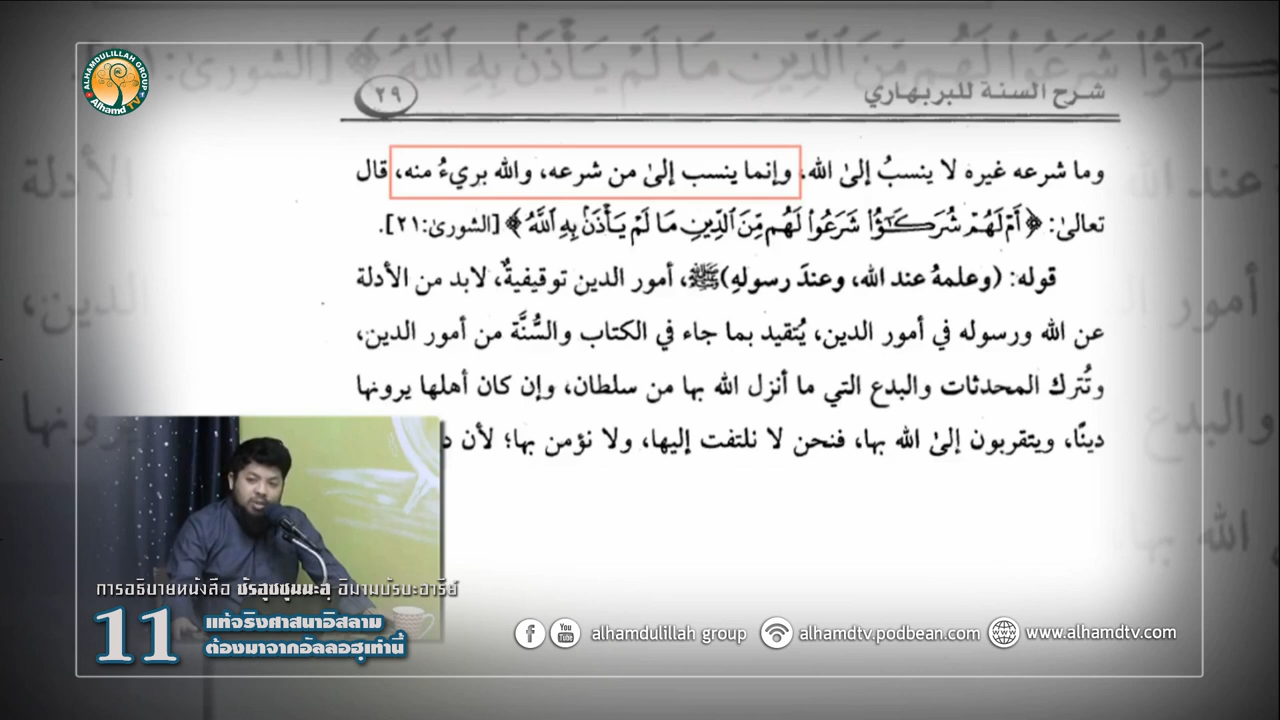 ALHAMDULILLAH GROUP
Alhamd TV
شرح السنة للبربهاري
٢٩
وما شرعه غيره لا ينسبُ إلىٰ الله، وإنما ينسب إلىٰ من شرعه، والله بريءُ منه، قال
تعالىٰ: ﴿أَمْ لَهُمْ شُرَكَٰٓؤُا۟ شَرَعُوا۟ لَهُم مِّنَ ٱلدِّينِ مَا لَمْ يَأْذَنۢ بِهِ ٱللَّهُ﴾ [الشورىٰ:٢١].
قوله: (وعلمهُ عند الله، وعندَ رسولهِ)ﷺ، أمور الدين توقيفيةٌ، لابد من الأدلة
عن الله ورسوله في أمور الدين، يُتقيد بما جاء في الكتاب والسُّنَّة من أمور الدين،
وتُترك المحدثات والبدع التي ما أنزل الله بها من سلطان، وإن كان أهلها يرونها
دينًا، ويتقربون إلىٰ الله بها، فنحن لا نلتفت إليها، ولا نؤمن بها؛ لأن
การอธิบายหนังสือ ชัรฮุซซุนนะฮฺ อิมามบัรบะฮารีย์
11
แท้จริงศาสนาอิสลาม
ต้องมาจากอัลลอฮฺเท่านี้
alhamdulillah group
alhamdtv.podbean.com
www.alhamdtv.com